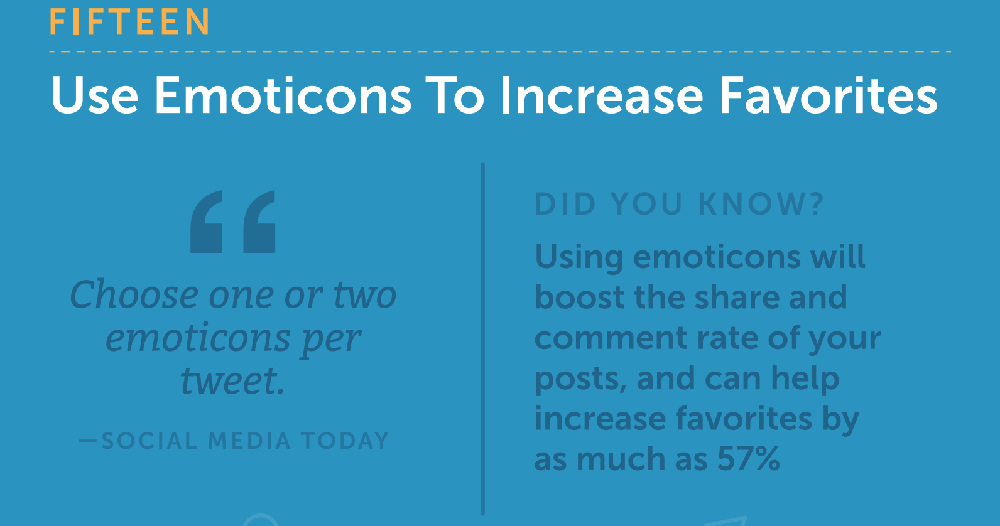 FIFTEEN
Use Emoticons To Increase Favorites
“
Choose one or two
emoticons per
tweet.
—SOCIAL MEDIA TODAY
DID YOU KNOW?
Using emoticons will
boost the share and
comment rate of your
posts, and can help
increase favorites by
as much as 57%